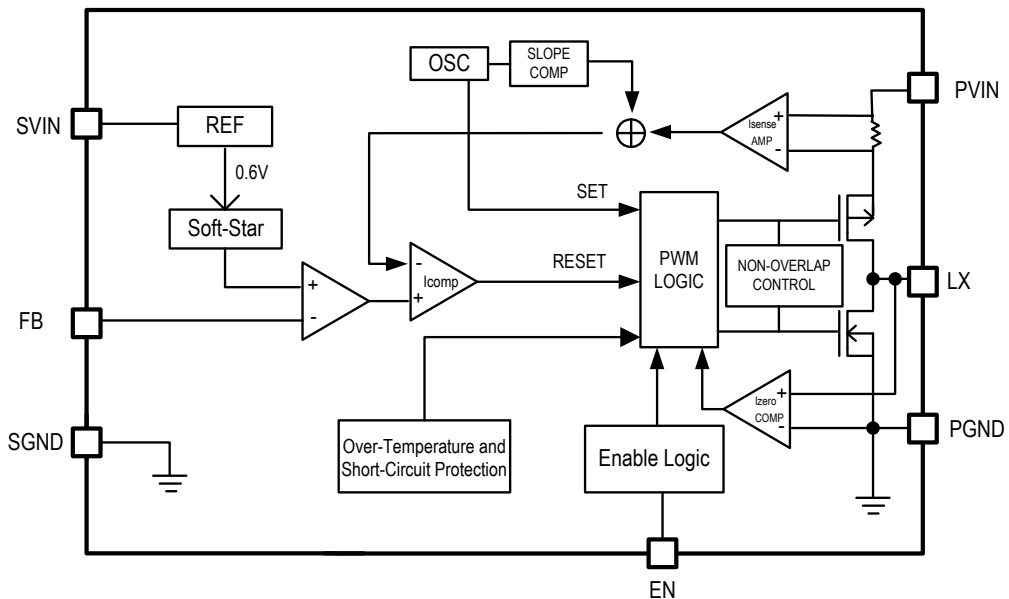 OSC
SLOPE
COMP
PVIN
SVIN
REF
Isense
AMP
+
-
0.6V
SET
Soft-Star
PWM
LOGIC
NON-OVERLAP
CONTROL
RESET
-
Icomp
+
LX
+
-
FB
Izero
COMP
+
-
SGND
PGND
Over-Temperature and
Short-Circuit Protection
Enable Logic
EN